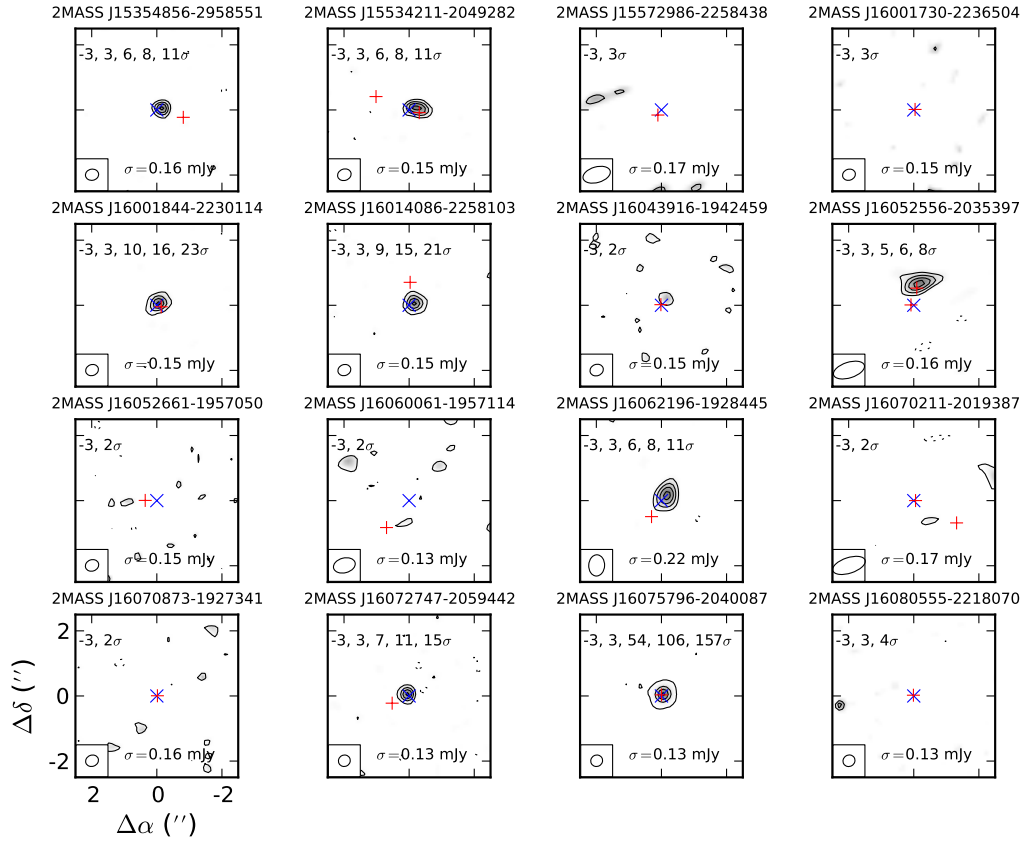 2MASS J15354856-2958551 2MASS J15534211-2049282 2MASS J15572986-2258438 2MASS J16001730-2236504
-3, 3, 6, 8, 11σ -3, 3, 6, 8, 11σ -3, 3σ -3, 3σ
σ=0.16 mJy σ=0.15 mJy σ=0.17 mJy σ=0.15 mJy
2MASS J16001844-2230114 2MASS J16014086-2258103 2MASS J16043916-1942459 2MASS J16052556-2035397
-3, 3, 10, 16, 23σ -3, 3, 9, 15, 21σ -3, 2σ -3, 3, 5, 6, 8σ
σ=0.15 mJy σ=0.15 mJy σ=0.15 mJy σ=0.16 mJy
2MASS J16052661-1957050 2MASS J16060061-1957114 2MASS J16062196-1928445 2MASS J16070211-2019387
-3, 2σ -3, 2σ -3, 3, 6, 8, 11σ -3, 2σ
σ=0.15 mJy σ=0.13 mJy σ=0.22 mJy σ=0.17 mJy
2MASS J16070873-1927341 2MASS J16072747-2059442 2MASS J16075796-2040087 2MASS J16080555-2218070
-3, 2σ -3, 3, 7, 11, 15σ -3, 3, 54, 106, 157σ -3, 3, 4σ
σ=0.16 mJy σ=0.13 mJy σ=0.13 mJy σ=0.13 mJy
2
0
-2
Δδ (′′)
2 0 -2
Δα (′′)